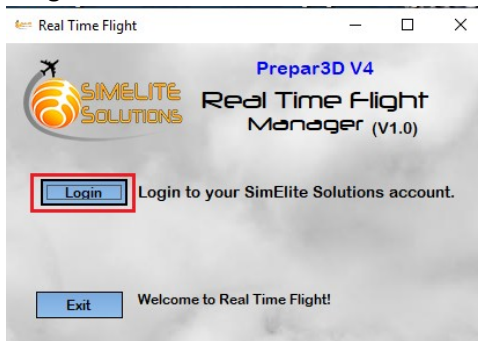 Real Time Flight
Prepar3D V4
SIMELITE
SOLUTIONS
Real Time Flight
Manager (V1.0)
Login
Login to your SimElite Solutions account.
Exit
Welcome to Real Time Flight!